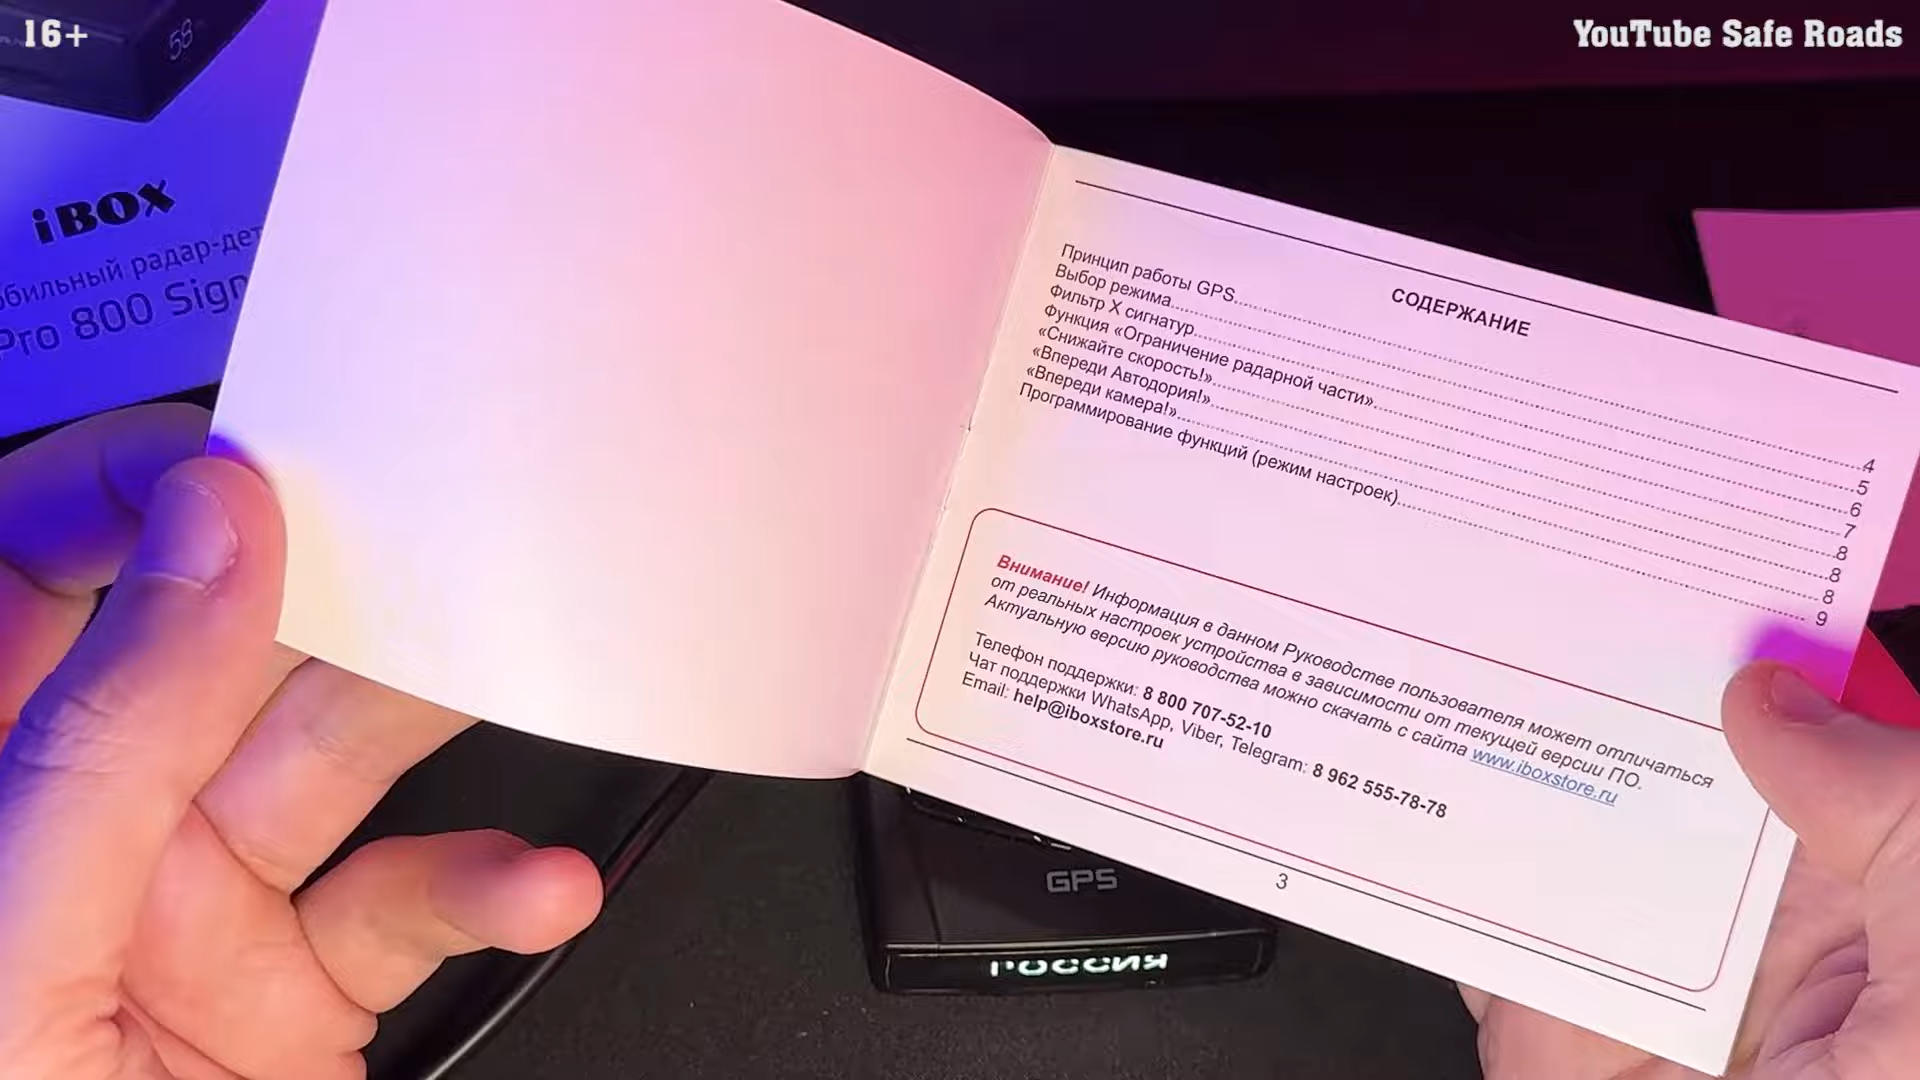 16+
YouTube Safe Roads
58
iBOX
обильный радар-дет
Pro 800 Sign
СОДЕРЖАНИЕ
Принцип работы GPS 4
Выбор режима 5
Фильтр X сигнатур 6
Функция «Ограничение радарной части» 7
«Снижайте скорость!» 8
«Впереди Автодория!» 8
«Впереди камера!» 8
Программирование функций (режим настроек) 9
Внимание! Информация в данном Руководстве пользователя может отличаться
от реальных настроек устройства в зависимости от текущей версии ПО.
Актуальную версию руководства можно скачать с сайта www.iboxstore.ru
Телефон поддержки: 8 800 707-52-10
Чат поддержки WhatsApp, Viber, Telegram: 8 962 555-78-78
Email: help@iboxstore.ru
3
GPS
РОССИЯ